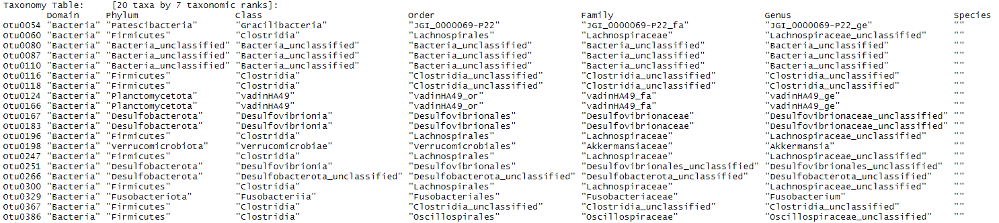 Taxonomy Table:     [20 taxa by 7 taxonomic ranks]:
        Domain     Phylum                  Class                           Order                           Family                            Genus                              Species
Otu0054 "Bacteria" "Patescibacteria"       "Gracilibacteria"               "JGI_0000069-P22"               "JGI_0000069-P22_fa"              "JGI_0000069-P22_ge"               ""
Otu0060 "Bacteria" "Firmicutes"            "Clostridia"                    "Lachnospirales"                "Lachnospiraceae"                 "Lachnospiraceae_unclassified"     ""
Otu0080 "Bacteria" "Bacteria_unclassified" "Bacteria_unclassified"         "Bacteria_unclassified"         "Bacteria_unclassified"           "Bacteria_unclassified"            ""
Otu0087 "Bacteria" "Bacteria_unclassified" "Bacteria_unclassified"         "Bacteria_unclassified"         "Bacteria_unclassified"           "Bacteria_unclassified"            ""
Otu0110 "Bacteria" "Bacteria_unclassified" "Bacteria_unclassified"         "Bacteria_unclassified"         "Bacteria_unclassified"           "Bacteria_unclassified"            ""
Otu0116 "Bacteria" "Firmicutes"            "Clostridia"                    "Clostridia_unclassified"       "Clostridia_unclassified"         "Clostridia_unclassified"          ""
Otu0118 "Bacteria" "Firmicutes"            "Clostridia"                    "Clostridia_unclassified"       "Clostridia_unclassified"         "Clostridia_unclassified"          ""
Otu0124 "Bacteria" "Planctomycetota"       "vadinHA49"                     "vadinHA49_or"                  "vadinHA49_fa"                    "vadinHA49_ge"                     ""
Otu0166 "Bacteria" "Planctomycetota"       "vadinHA49"                     "vadinHA49_or"                  "vadinHA49_fa"                    "vadinHA49_ge"                     ""
Otu0167 "Bacteria" "Desulfobacterota"      "Desulfovibrionia"              "Desulfovibrionales"            "Desulfovibrionaceae"             "Desulfovibrionaceae_unclassified" ""
Otu0183 "Bacteria" "Desulfobacterota"      "Desulfovibrionia"              "Desulfovibrionales"            "Desulfovibrionaceae"             "Desulfovibrionaceae_unclassified" ""
Otu0196 "Bacteria" "Firmicutes"            "Clostridia"                    "Lachnospirales"                "Lachnospiraceae"                 "Lachnospiraceae_unclassified"     ""
Otu0198 "Bacteria" "Verrucomicrobiota"     "Verrucomicrobiae"              "Verrucomicrobiales"            "Akkermansiaceae"                 "Akkermansia"                      ""
Otu0247 "Bacteria" "Firmicutes"            "Clostridia"                    "Lachnospirales"                "Lachnospiraceae"                 "Lachnospiraceae_unclassified"     ""
Otu0251 "Bacteria" "Desulfobacterota"      "Desulfovibrionia"              "Desulfovibrionales"            "Desulfovibrionales_unclassified" "Desulfovibrionales_unclassified"  ""
Otu0266 "Bacteria" "Desulfobacterota"      "Desulfobacterota_unclassified" "Desulfobacterota_unclassified" "Desulfobacterota_unclassified"   "Desulfobacterota_unclassified"    ""
Otu0300 "Bacteria" "Firmicutes"            "Clostridia"                    "Lachnospirales"                "Lachnospiraceae"                 "Lachnospiraceae_unclassified"     ""
Otu0329 "Bacteria" "Fusobacteriota"        "Fusobacteriia"                 "Fusobacteriales"               "Fusobacteriaceae"                "Fusobacterium"                    ""
Otu0367 "Bacteria" "Firmicutes"            "Clostridia"                    "Clostridia_unclassified"       "Clostridia_unclassified"         "Clostridia_unclassified"          ""
Otu0386 "Bacteria" "Firmicutes"            "Clostridia"                    "Oscillospirales"               "Oscillospiraceae"                "Oscillospiraceae_unclassified"    ""